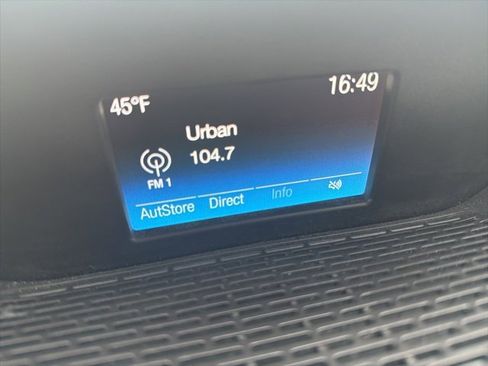 45°F 16:49
Urban
104.7
FM 1
AutStore Direct Info